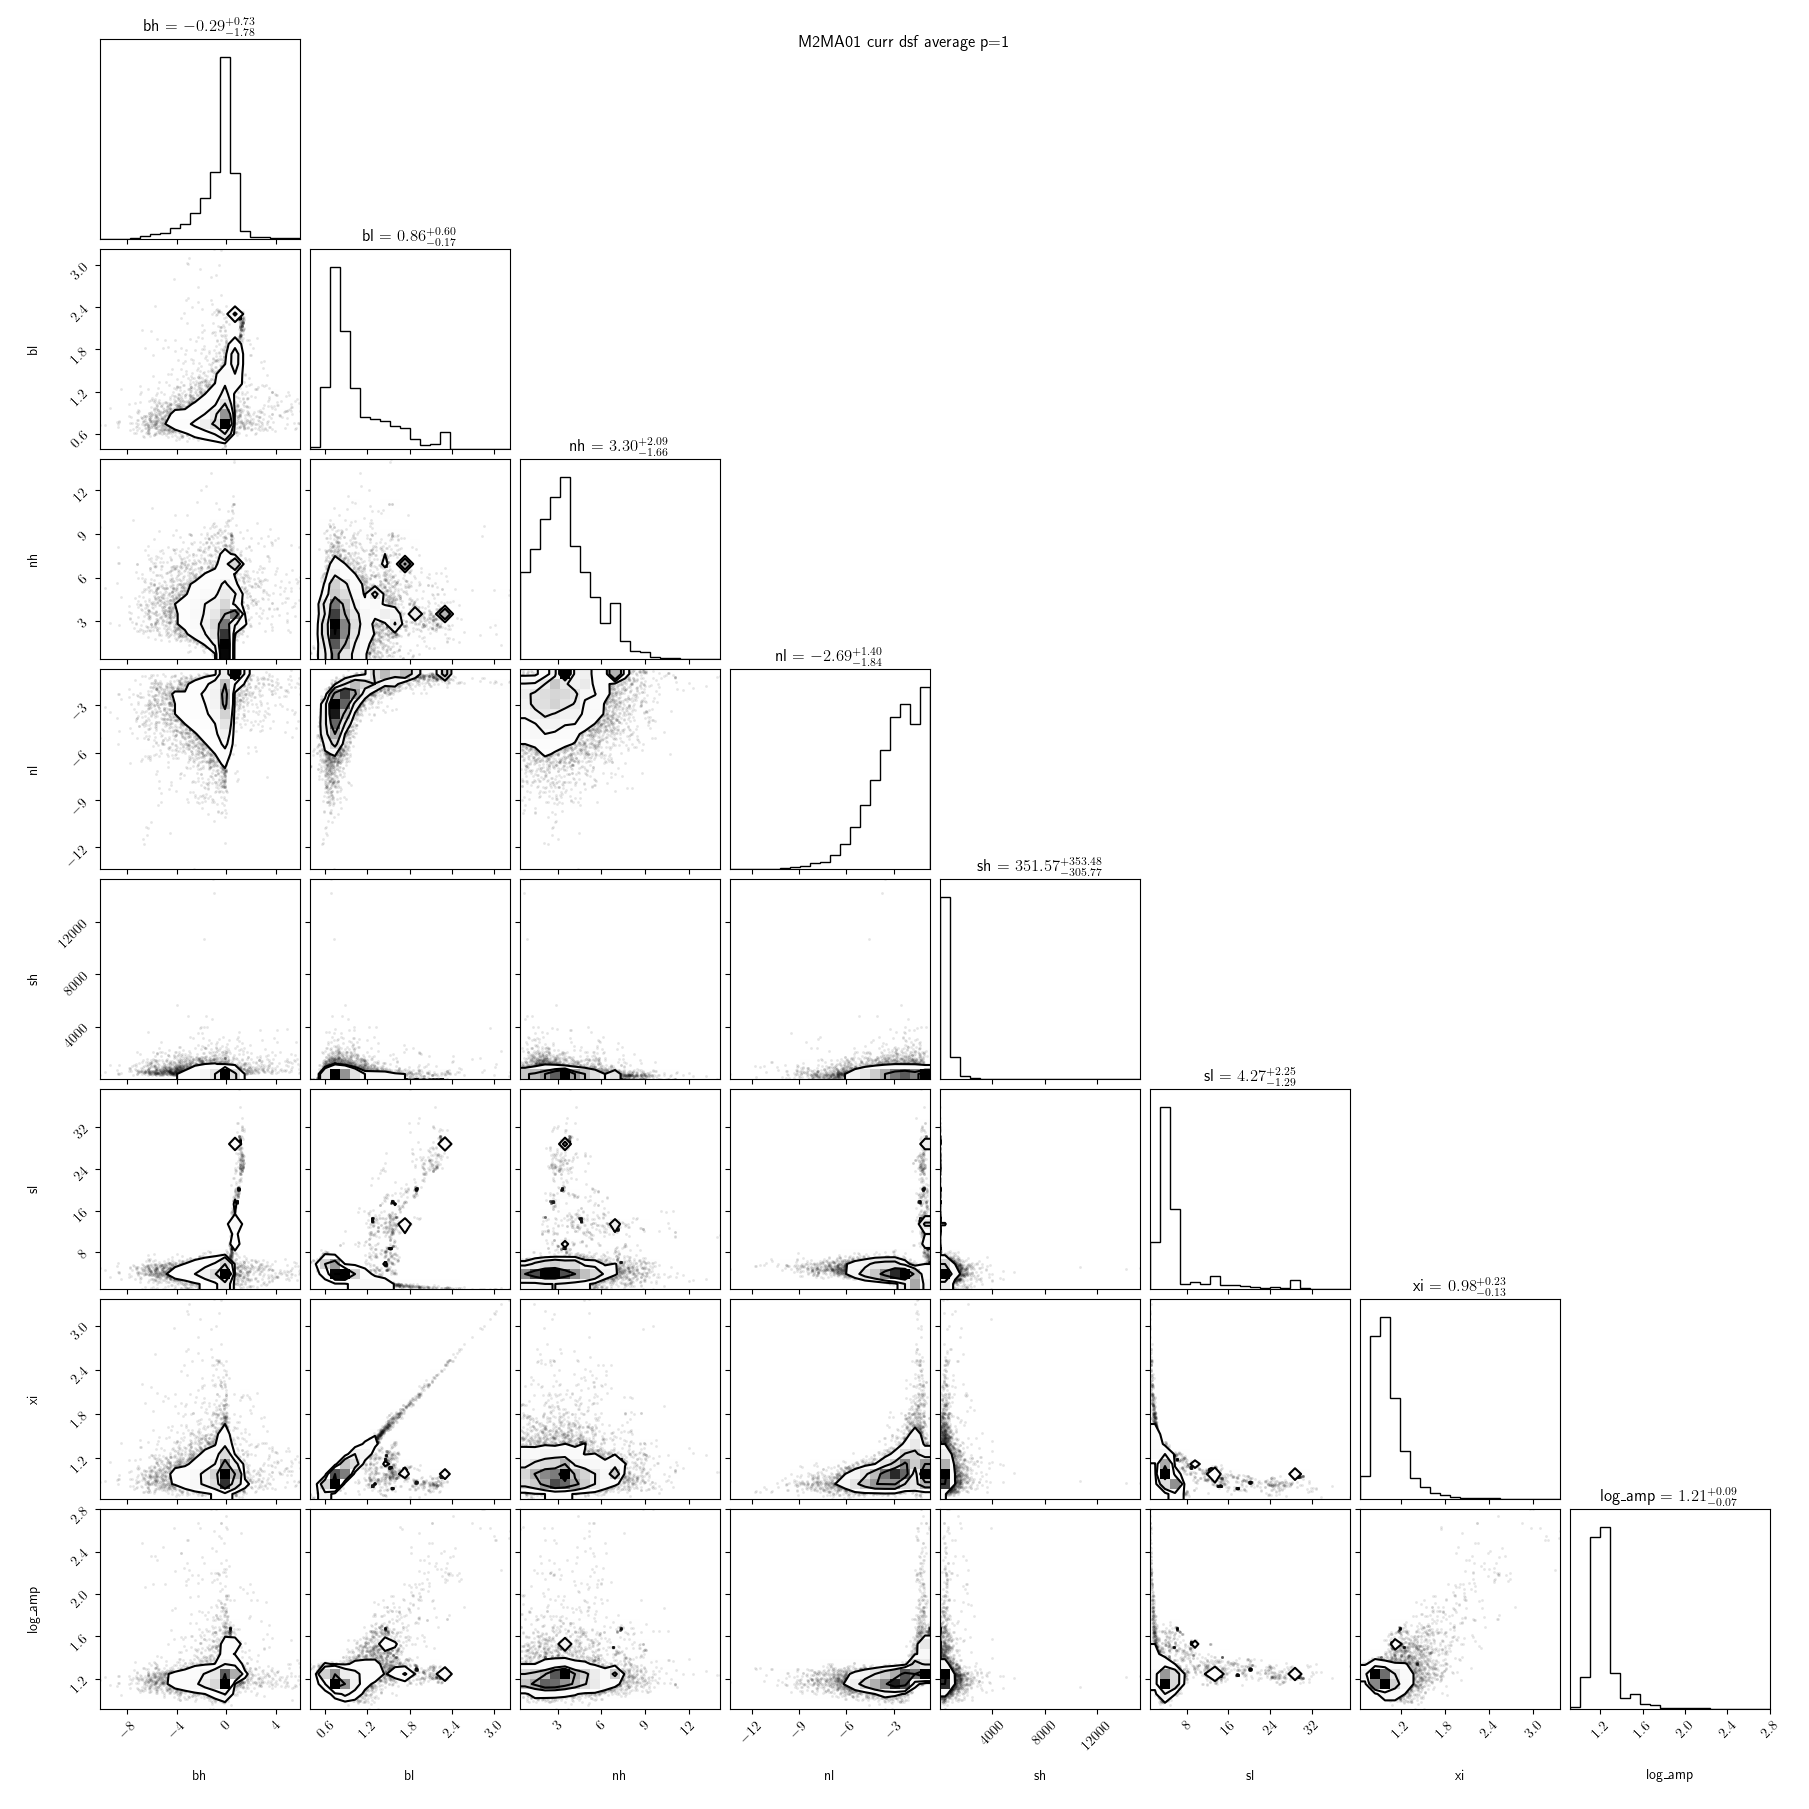 bh = −0.29+0.73−1.78
M2MA01 curr dsf average p=1
bl = 0.86+0.60−0.17
3.0
2.4
1.8
1.2
0.6
bl
nh = 3.30+2.09−1.66
12
9
6
3
nh
nl = −2.69+1.40−1.84
−3
−6
−9
−12
nl
sh = 351.57+353.48−305.77
12000
8000
4000
sh
sl = 4.27+2.25−1.29
32
24
16
8
sl
xi = 0.98+0.23−0.13
3.0
2.4
1.8
1.2
xi
log_amp = 1.21+0.09−0.07
2.8
2.4
2.0
1.6
1.2
log_amp
−8 −4 0 4 0.6 1.2 1.8 2.4 3.0 3 6 9 12 −12 −9 −6 −3 4000 8000 12000 8 16 24 32 1.2 1.8 2.4 3.0 1.2 1.6 2.0 2.4 2.8
bh bl nh nl sh sl xi log_amp